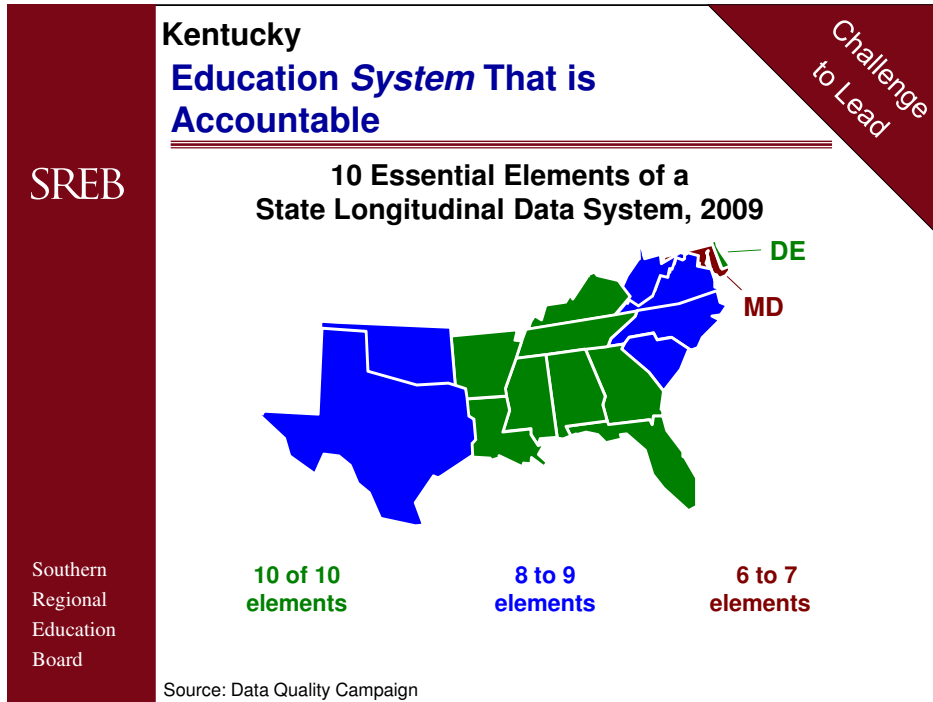 Kentucky
Education System That is
Accountable
Challenge
to Lead
SREB
10 Essential Elements of a
State Longitudinal Data System, 2009
DE
MD
10 of 10
elements
8 to 9
elements
6 to 7
elements
Southern
Regional
Education
Board
Source: Data Quality Campaign